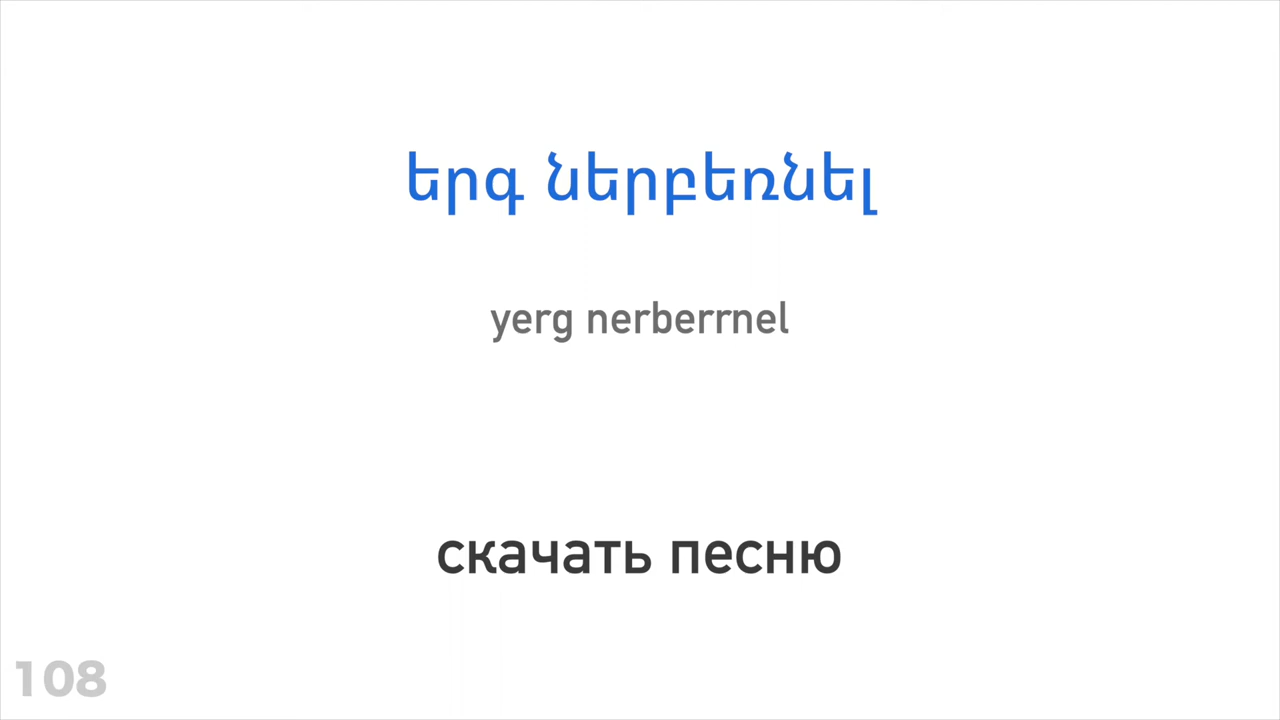 երգ ներբեռնել
yerg nerberrnel
скачать песню
108